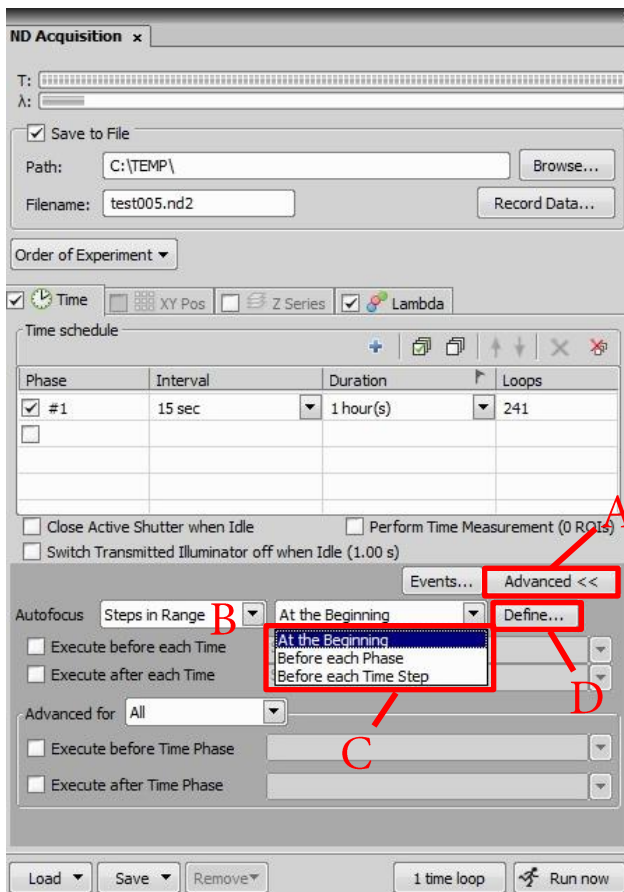 ND Acquisition x
T:
λ:
Save to File
Path: C:\TEMP\ Browse...
Filename: test005.nd2 Record Data...
Order of Experiment
Time XY Pos Z Series Lambda
Time schedule
Phase Interval Duration Loops
#1 15 sec 1 hour(s) 241
Close Active Shutter when Idle Perform Time Measurement (0 ROIs)
A
Switch Transmitted Illuminator off when Idle (1.00 s)
Events... Advanced <<
Autofocus Steps in Range B At the Beginning Define...
Execute before each Time At the Beginning
Before each Phase
Execute after each Time Before each Time Step
D
Advanced for All
C
Execute before Time Phase
Execute after Time Phase
Load Save Remove 1 time loop Run now